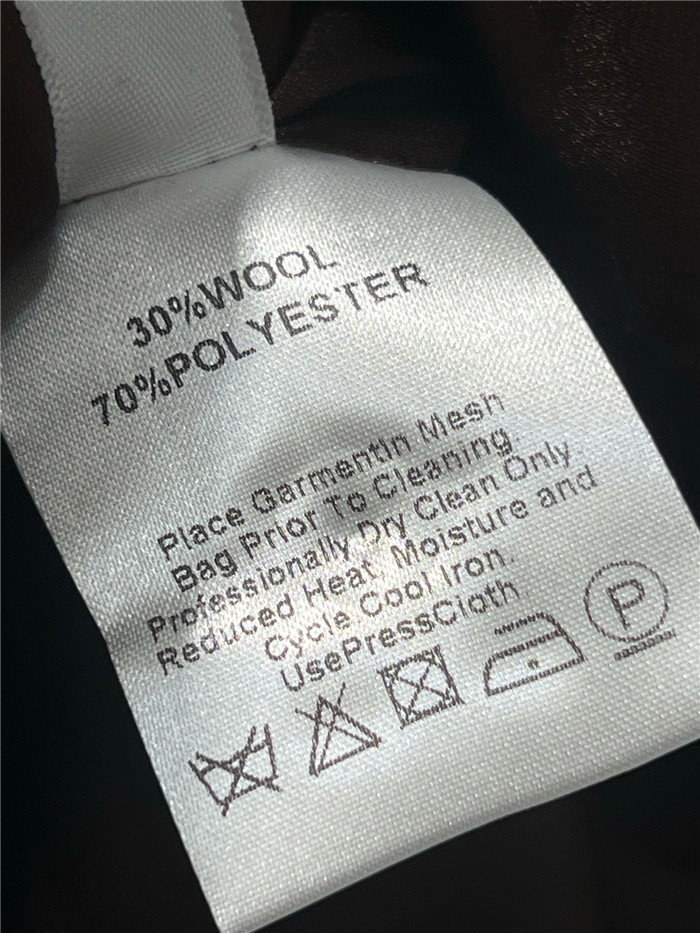 30%WOOL
70%POLYESTER
Place GarmentIn Mesh
Bag Prior To Cleaning.
Professionally Dry Clean Only.
Reduced Heat, Moisture and
Cycle Cool Iron.
UsePressCloth
P